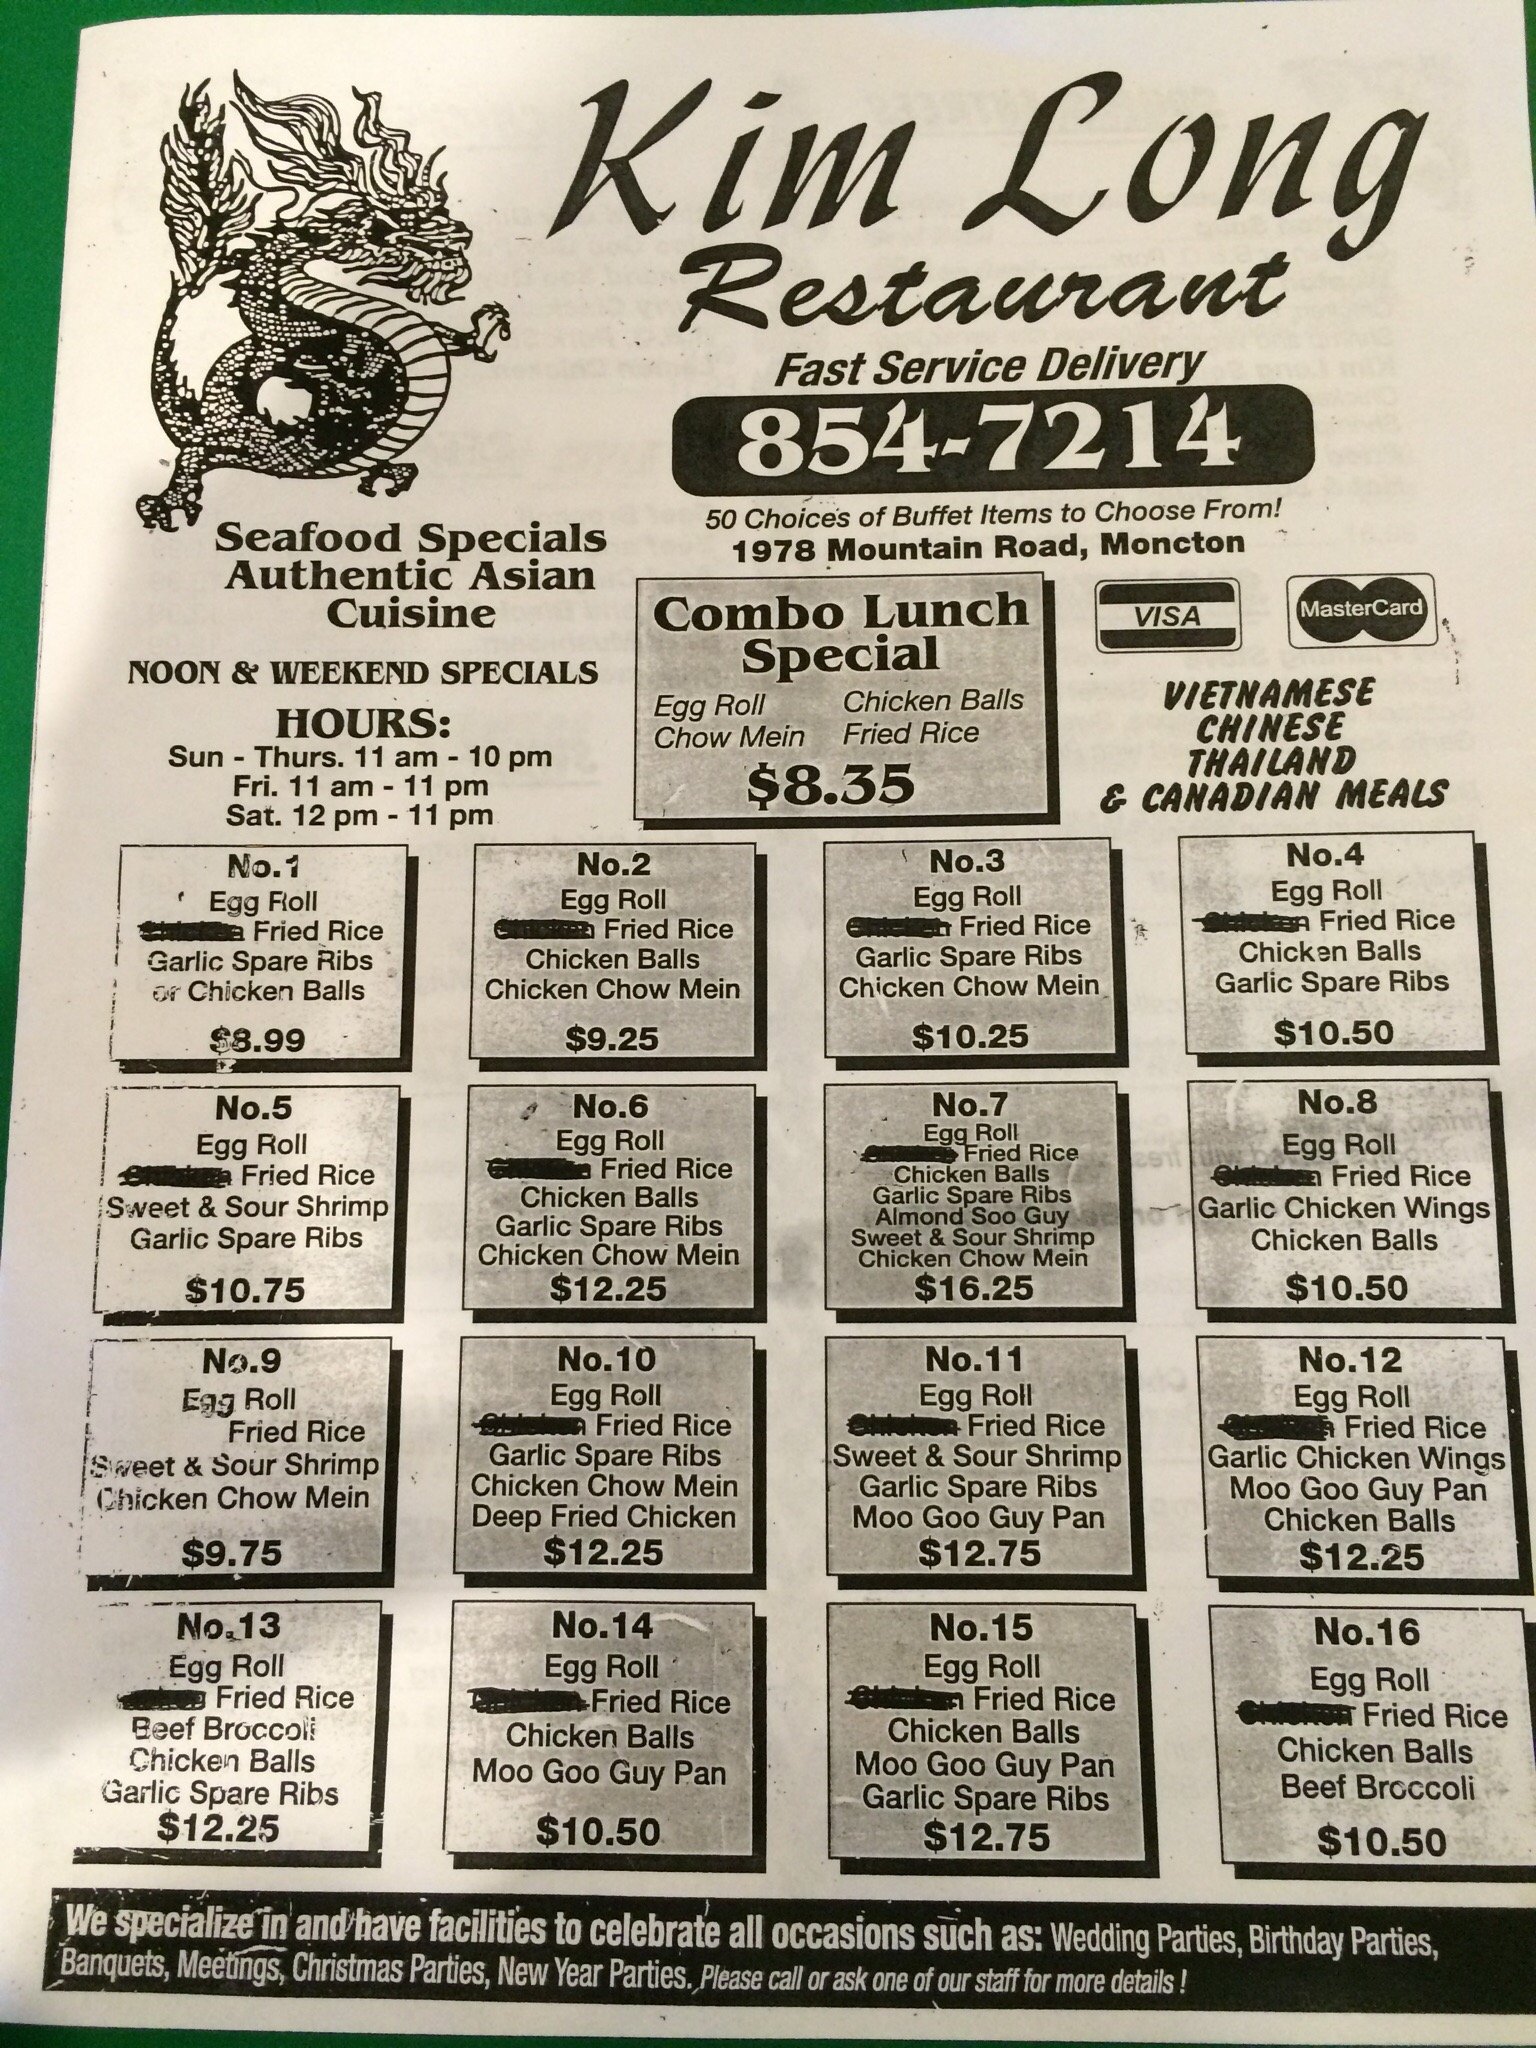 Kim Long
Restaurant
Fast Service Delivery
854-7214
50 Choices of Buffet Items to Choose From!
1978 Mountain Road, Moncton
Seafood Specials
Authentic Asian
Cuisine
NOON & WEEKEND SPECIALS
HOURS:
Sun - Thurs. 11 am - 10 pm
Fri. 11 am - 11 pm
Sat. 12 pm - 11 pm
Combo Lunch
Special
Egg Roll Chicken Balls
Chow Mein Fried Rice
$8.35
VISA
MasterCard
VIETNAMESE
CHINESE
THAILAND
& CANADIAN MEALS
No.1
Egg Roll
Chicken Fried Rice
Garlic Spare Ribs
or Chicken Balls
$8.99
No.2
Egg Roll
Chicken Fried Rice
Chicken Balls
Chicken Chow Mein
$9.25
No.3
Egg Roll
Chicken Fried Rice
Garlic Spare Ribs
Chicken Chow Mein
$10.25
No.4
Egg Roll
Chicken Fried Rice
Chicken Balls
Garlic Spare Ribs
$10.50
No.5
Egg Roll
Chicken Fried Rice
Sweet & Sour Shrimp
Garlic Spare Ribs
$10.75
No.6
Egg Roll
Chicken Fried Rice
Chicken Balls
Garlic Spare Ribs
Chicken Chow Mein
$12.25
No.7
Egg Roll
Chicken Fried Rice
Chicken Balls
Garlic Spare Ribs
Almond Soo Guy
Sweet & Sour Shrimp
Chicken Chow Mein
$16.25
No.8
Egg Roll
Chicken Fried Rice
Garlic Chicken Wings
Chicken Balls
$10.50
No.9
Egg Roll
Fried Rice
Sweet & Sour Shrimp
Chicken Chow Mein
$9.75
No.10
Egg Roll
Chicken Fried Rice
Garlic Spare Ribs
Chicken Chow Mein
Deep Fried Chicken
$12.25
No.11
Egg Roll
Chicken Fried Rice
Sweet & Sour Shrimp
Garlic Spare Ribs
Moo Goo Guy Pan
$12.75
No.12
Egg Roll
Chicken Fried Rice
Garlic Chicken Wings
Moo Goo Guy Pan
Chicken Balls
$12.25
No.13
Egg Roll
Fried Rice
Beef Broccoli
Chicken Balls
Garlic Spare Ribs
$12.25
No.14
Egg Roll
Chicken Fried Rice
Chicken Balls
Moo Goo Guy Pan
$10.50
No.15
Egg Roll
Chicken Fried Rice
Chicken Balls
Moo Goo Guy Pan
Garlic Spare Ribs
$12.75
No.16
Egg Roll
Chicken Fried Rice
Chicken Balls
Beef Broccoli
$10.50
We specialize in and have facilities to celebrate all occasions such as: Wedding Parties, Birthday Parties,
Banquets, Meetings, Christmas Parties, New Year Parties. Please call or ask one of our staff for more details !